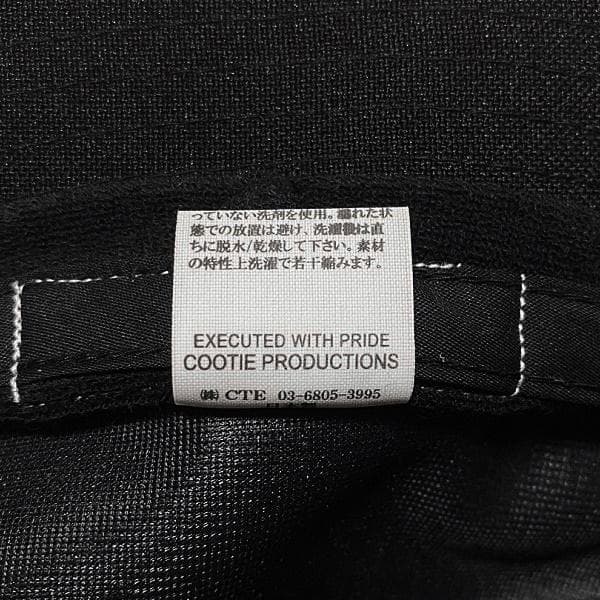 っていない洗剤を使用。濡れた状
態での放置は避け、洗濯後は直
ちに脱水/乾燥して下さい。素材
の特性上洗濯で若干縮みます。
EXECUTED WITH PRIDE
COOTIE PRODUCTIONS
㈱ CTE 03-6805-3995